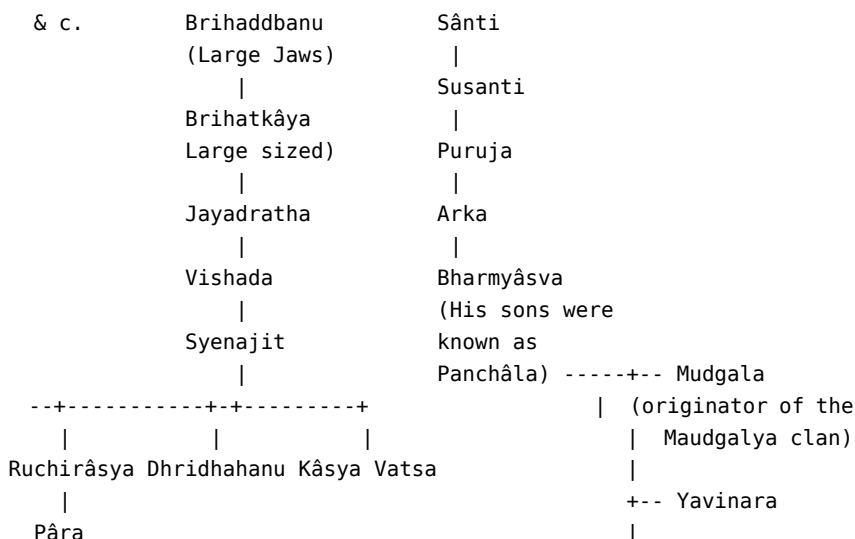 & c.        Brihaddbanu         Sânti
            (Large Jaws)         |
                |               Susanti
            Brihatkâya           |
            Large sized)        Puruja
                |                |
            Jayadratha          Arka
                |                |
            Vishada             Bharmyâsva
                |               (His sons were
            Syenajit            known as
                |               Panchâla) -----+-- Mudgala
--+-----------+-+---------+                  | (originator of the
  |           |           |                     |  Maudgalya clan)
Ruchirâsya Dhridhahanu Kâsya Vatsa              |
  |                                             +-- Yavinara
Pâra                                            |